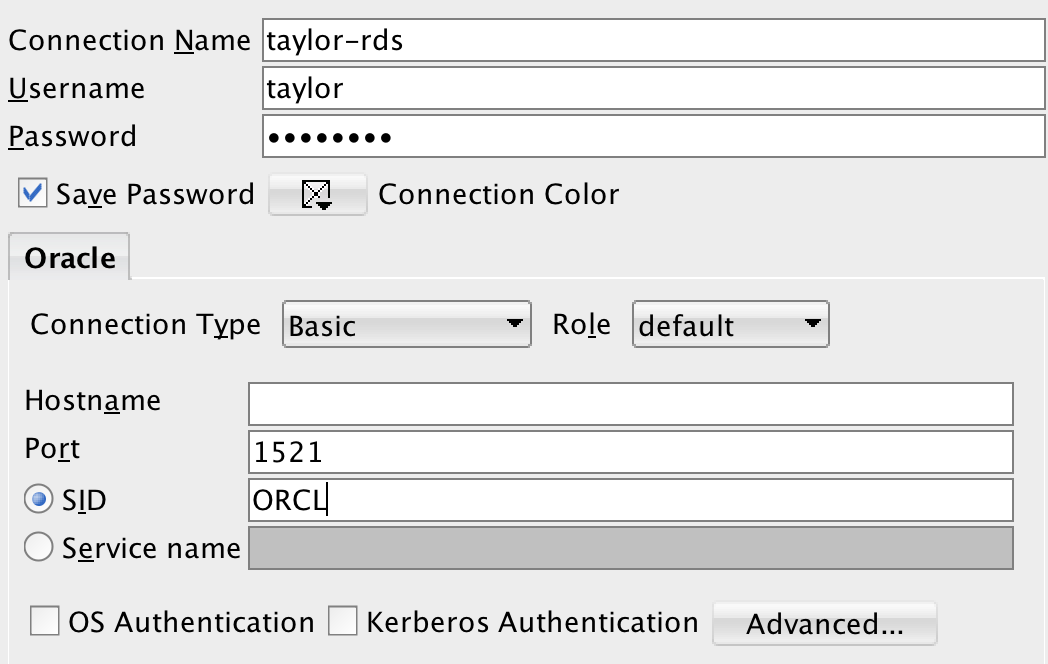 Connection Name taylor-rds
Username taylor
Password ••••••••
Save Password Connection Color
Oracle
Connection Type Basic Role default
Hostname
Port 1521
SID ORCL
Service name
OS Authentication Kerberos Authentication Advanced...